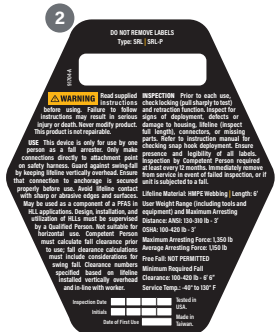 2
DO NOT REMOVE LABELS
Type: SRL | SRL-P
WARNING Read supplied
instructions
before using. Failure to follow
instructions may result in serious
injury or death. Never modify product.
This product is not repairable.
USE This device is only for use by one
person as a fall arrester. Only make
connections directly to attachment point
on safety harness. Guard against swing-fall
by keeping lifeline vertically overhead. Ensure
that connection to anchorage is secured
properly before use. Avoid lifeline contact
with sharp or abrasive edges and surfaces.
May be used as a component of a PFAS in
HLL applications. Design, installation, and
utilization of HLLs must be supervised
by a Qualified Person. Not suitable for
horizontal use. Competent Person
must calculate fall clearance prior
to use; fall clearance calculations
must include considerations for
swing fall. Clearance numbers
specified based on lifeline
installed vertically overhead
and in-line with worker.
INSPECTION Prior to each use,
check locking (pull sharply to test)
and retraction function. Inspect for
signs of deployment, defects or
damage to housing, lifeline (inspect
full length), connectors, or missing
parts. Refer to instruction manual for
checking snap hook deployment. Ensure
presence and legibility of all labels.
Inspection by Competent Person required
at least every 12 months. Immediately remove
from service in event of failed inspection, or if
unit is subjected to a fall.
Lifeline Material: HMPE Webbing | Length: 6'
User Weight Range (including tools and
equipment) and Maximum Arresting
Distance: ANSI: 130-310 lb - 3'
OSHA: 100-420 lb - 3'
Maximum Arresting Force: 1,350 lb
Average Arresting Force: 1,150 lb
Free Fall: NOT PERMITTED
Minimum Required Fall
Clearance: 100-420 lb - 6' 6"
Service Temp.: -40° to 130° F
Inspection Date
Initials
Date of First Use
Tested in
USA.
Made in
Taiwan.